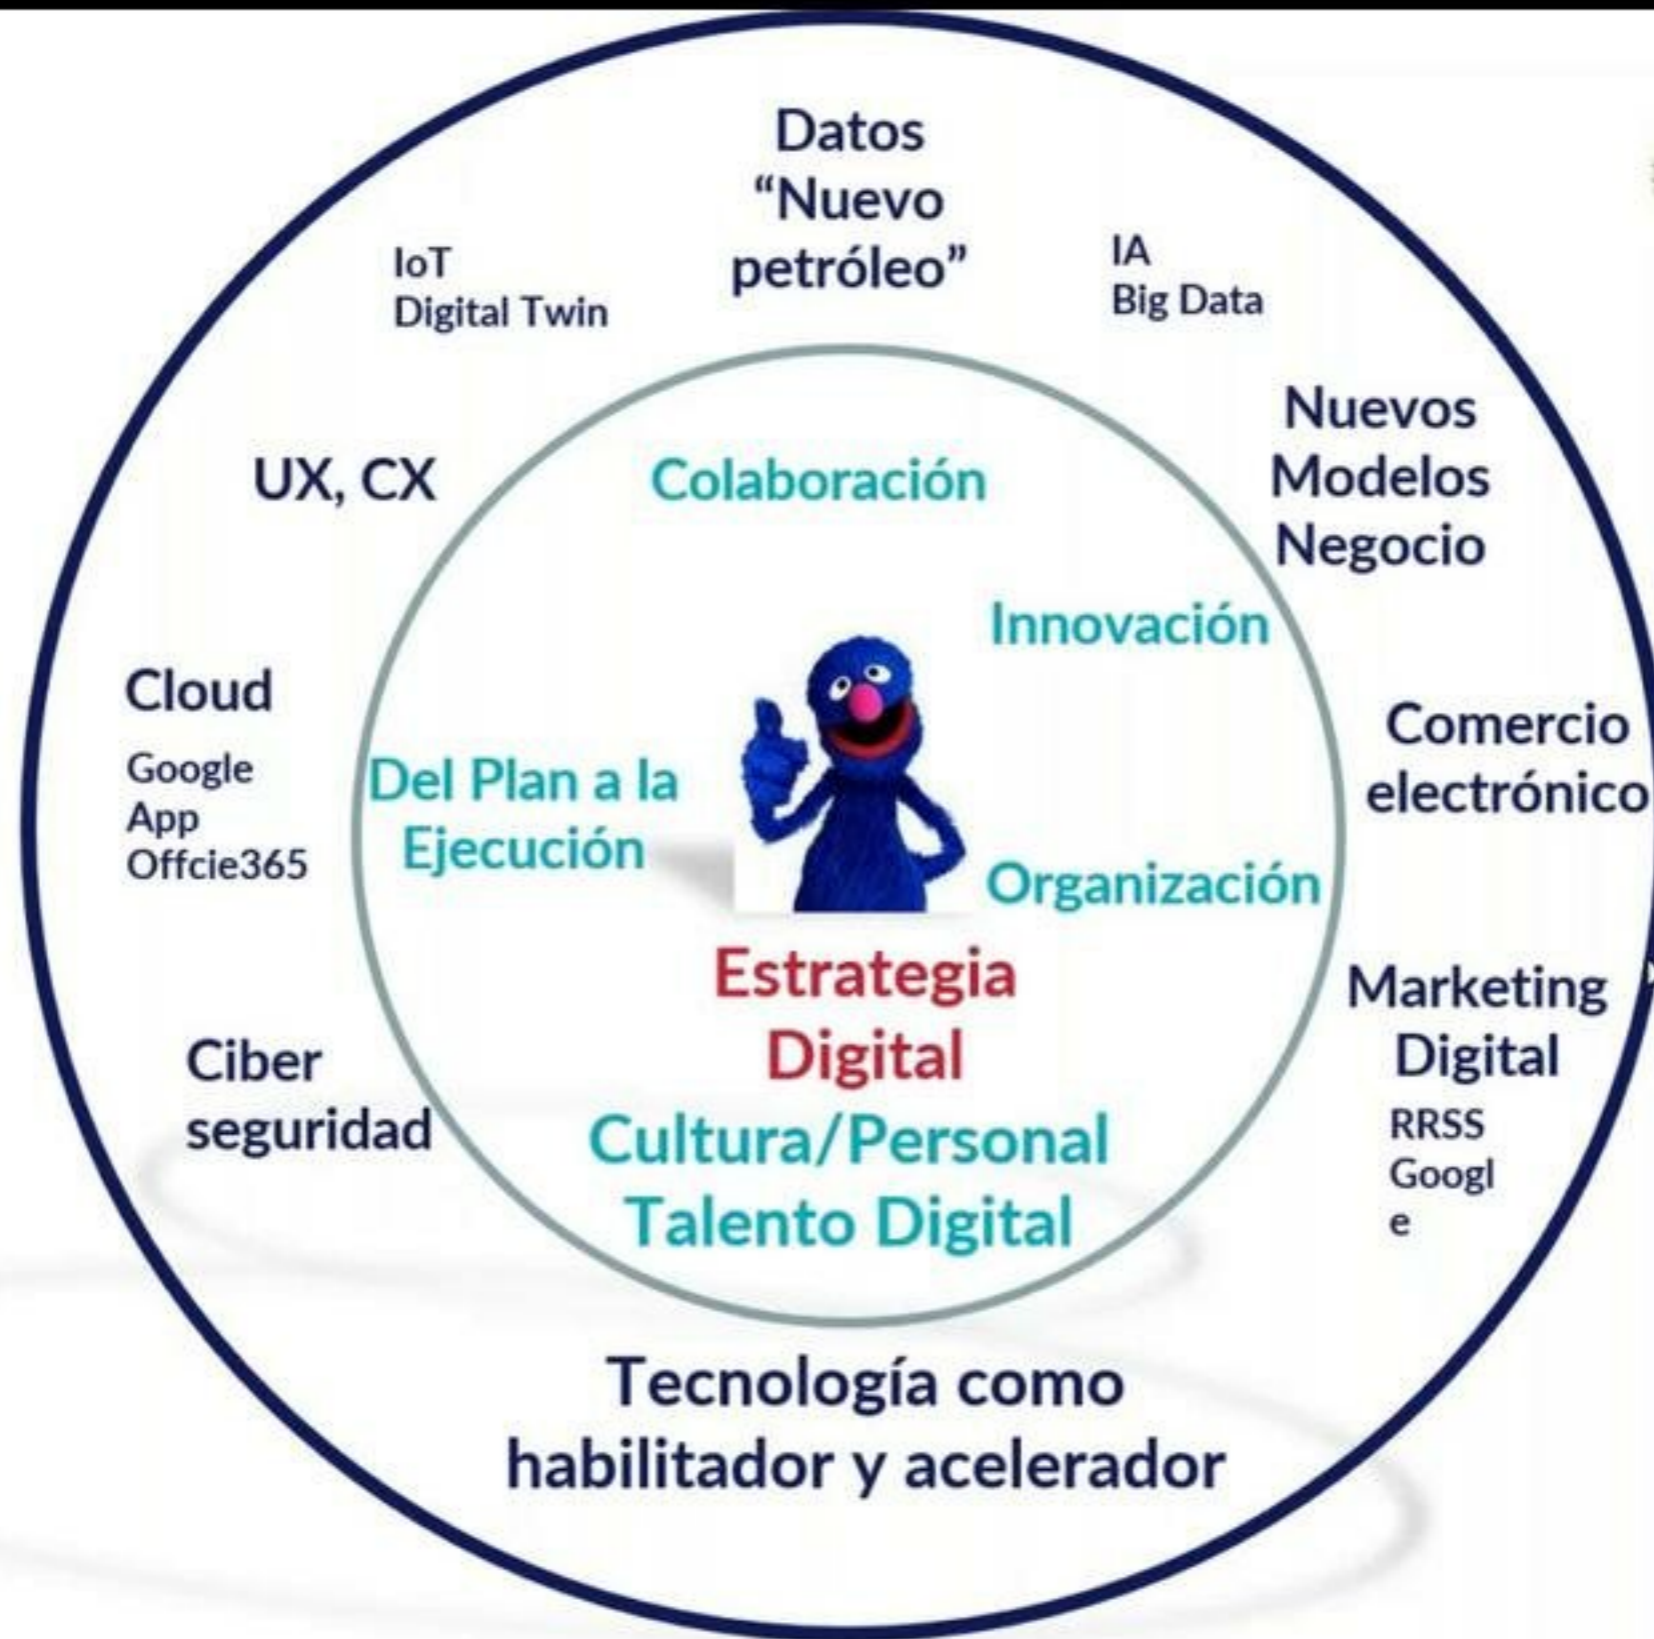 Datos
“Nuevo
petróleo”
IoT
Digital Twin
IA
Big Data
Nuevos
Modelos
Negocio
UX, CX
Colaboración
Innovación
Cloud
Google
App
Offcie365
Del Plan a la
Ejecución
Comercio
electrónico
Organización
Estrategia
Digital
Marketing
Digital
RRSS
Googl
e
Ciber
seguridad
Cultura/Personal
Talento Digital
Tecnología como
habilitador y acelerador